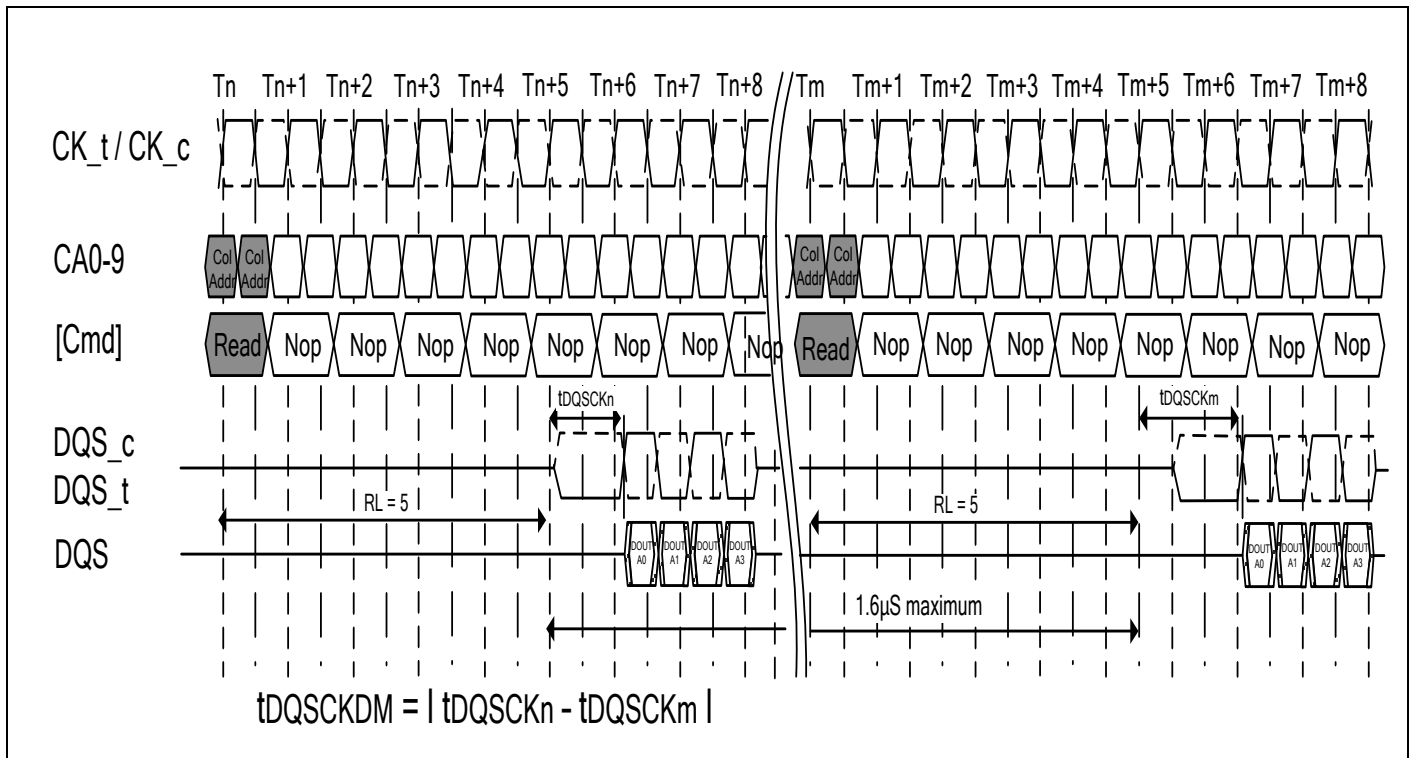 Tn Tn+1 Tn+2 Tn+3 Tn+4 Tn+5 Tn+6 Tn+7 Tn+8 Tm Tm+1 Tm+2 Tm+3 Tm+4 Tm+5 Tm+6 Tm+7 Tm+8
CK_t / CK_c
CA0-9
Col Addr Col Addr Col Addr Col Addr
[Cmd]
Read Nop Nop Nop Nop Nop Nop Nop Nop Read Nop Nop Nop Nop Nop Nop Nop Nop
tDQSCKn tDQSCKm
DQS_c
DQS_t
RL = 5 RL = 5
DQS
DOUT A0 DOUT A1 DOUT A2 DOUT A3 DOUT A0 DOUT A1 DOUT A2 DOUT A3
1.6µS maximum
tDQSCKDM = | tDQSCKn - tDQSCKm |